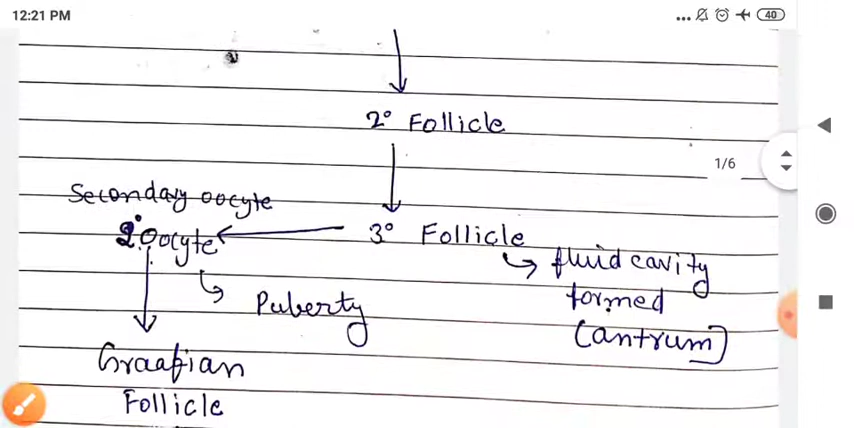 12:21 PM
40
2° Follicle
1/6
Secondary oocyte
2° Oocyte
3° Follicle
fluid cavity
formed
(antrum)
Puberty
Graafian
Follicle